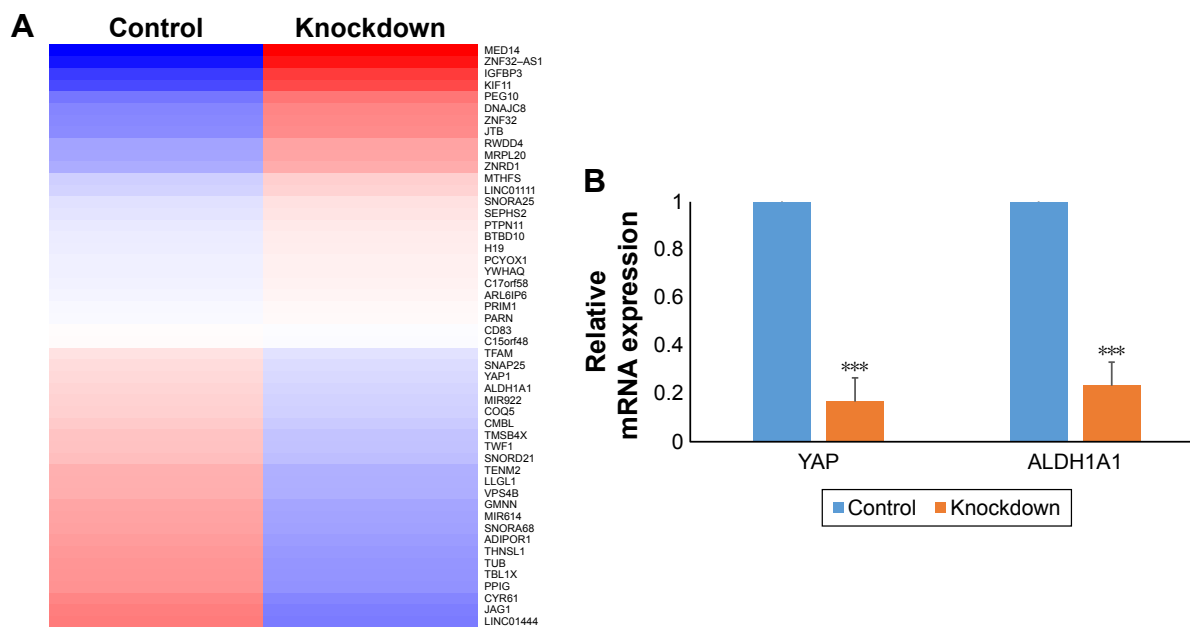 A
Control Knockdown
MED14
ZNF32–AS1
IGFBP3
KIF11
PEG10
DNAJC8
ZNF32
JTB
RWDD4
MRPL20
ZNRD1
MTHFS
LINC01111
SNORA25
SEPHS2
PTPN11
BTBD10
H19
PCYOX1
YWHAQ
C17orf58
ARL6IP6
PRIM1
PARN
CD83
C15orf48
TFAM
SNAP25
YAP1
ALDH1A1
MIR922
COQ5
CMBL
TMSB4X
TWF1
SNORD21
TENM2
LLGL1
VPS4B
GMNN
MIR614
SNORA68
ADIPOR1
THNSL1
TUB
TBL1X
PPIG
CYR61
JAG1
LINC01444
B
Relative
mRNA expression
1
0.8
0.6
0.4
0.2
0
***
***
YAP
ALDH1A1
Control Knockdown